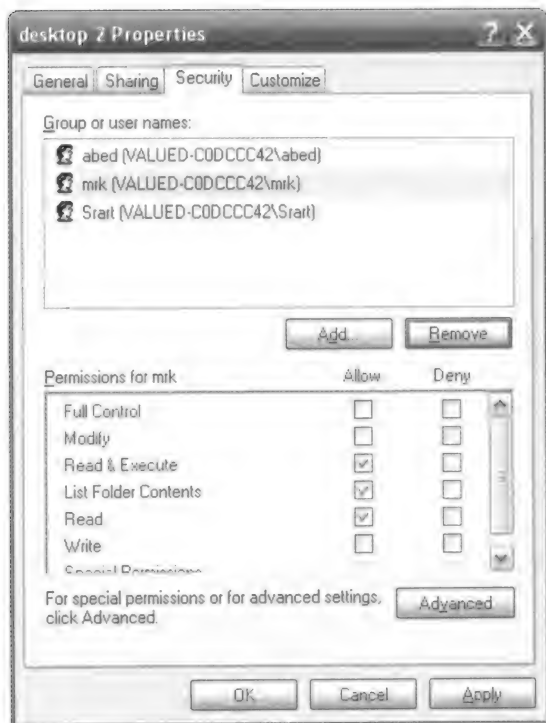 desktop 2 Properties
General Sharing Security Customize
Group or user names:
abed (VALUED-C0DCCC42\abed)
mrk (VALUED-C0DCCC42\mrk)
Srart (VALUED-C0DCCC42\Srart)
Add... Remove
Permissions for mrk Allow Deny
Full Control
Modify
Read & Execute
List Folder Contents
Read
Write
Special Permissions
For special permissions or for advanced settings, Advanced
click Advanced.
OK Cancel Apply